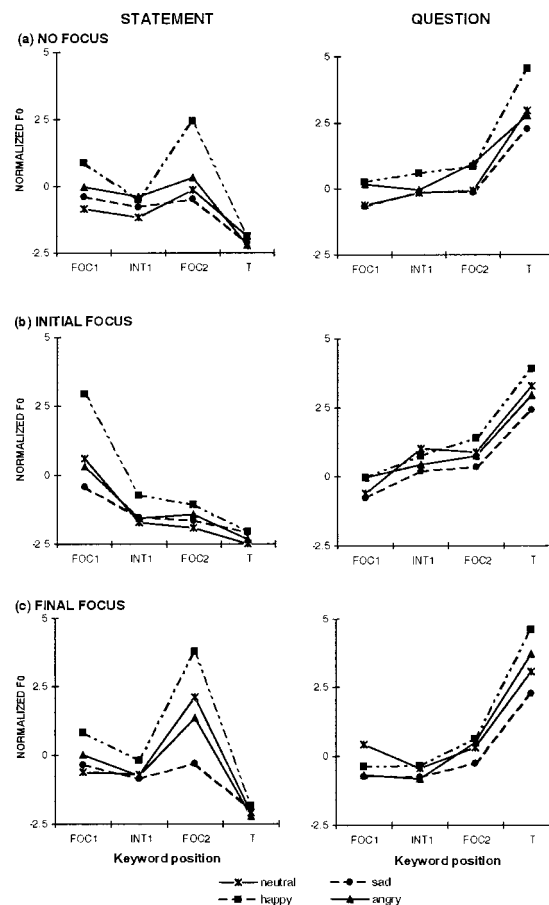 STATEMENT QUESTION
(a) NO FOCUS
5 5
2.5 2.5
0 0
-2.5 -2.5
NORMALIZED F0
FOC1 INT1 FOC2 T FOC1 INT1 FOC2 T
(b) INITIAL FOCUS
5 5
2.5 2.5
0 0
-2.5 -2.5
NORMALIZED F0
FOC1 INT1 FOC2 T FOC1 INT1 FOC2 T
(c) FINAL FOCUS
5 5
2.5 2.5
0 0
-2.5 -2.5
NORMALIZED F0
FOC1 INT1 FOC2 T FOC1 INT1 FOC2 T
Keyword position Keyword position
neutral sad
happy angry